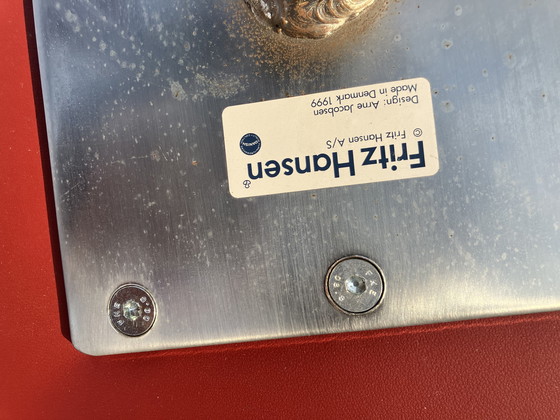 Fritz Hansen
© Fritz Hansen A/S
Design: Arne Jacobsen
Made in Denmark 1999